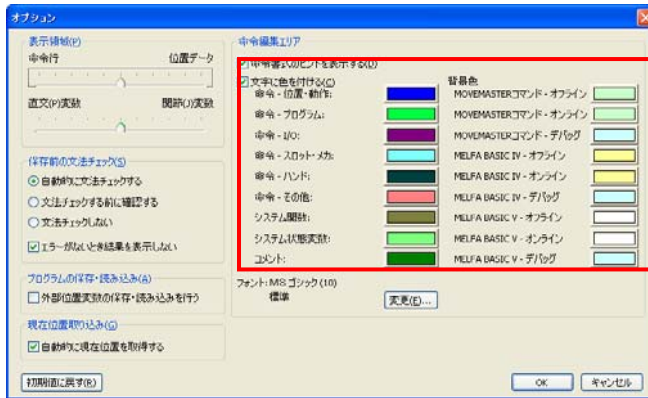 オプション
表示領域(P)
命令行 位置データ
直交(P)変数 関節(J)変数
保存前の文法チェック(S)
自動的に文法チェックする
文法チェックする前に確認する
文法チェックしない
エラーがないとき結果を表示しない
プログラムの保存・読み込み(A)
外部位置変数の保存・読み込みを行う
現在位置取り込み(G)
自動的に現在位置を取得する
初期値に戻す(R)
命令編集エリア
命令書式のヒントを表示する(D)
文字に色を付ける(C)
命令 - 位置・動作:
命令 - プログラム:
命令 - I/O:
命令 - スロット・メカ:
命令 - ハンド:
命令 - その他:
システム関数:
システム状態変数:
コメント:
背景色
MOVEMASTERコマンド - オフライン
MOVEMASTERコマンド - オンライン
MOVEMASTERコマンド - デバッグ
MELFA BASIC IV - オフライン
MELFA BASIC IV - オンライン
MELFA BASIC IV - デバッグ
MELFA BASIC V - オフライン
MELFA BASIC V - オンライン
MELFA BASIC V - デバッグ
フォント: MS ゴシック (10)
標準
変更(E)...
OK キャンセル